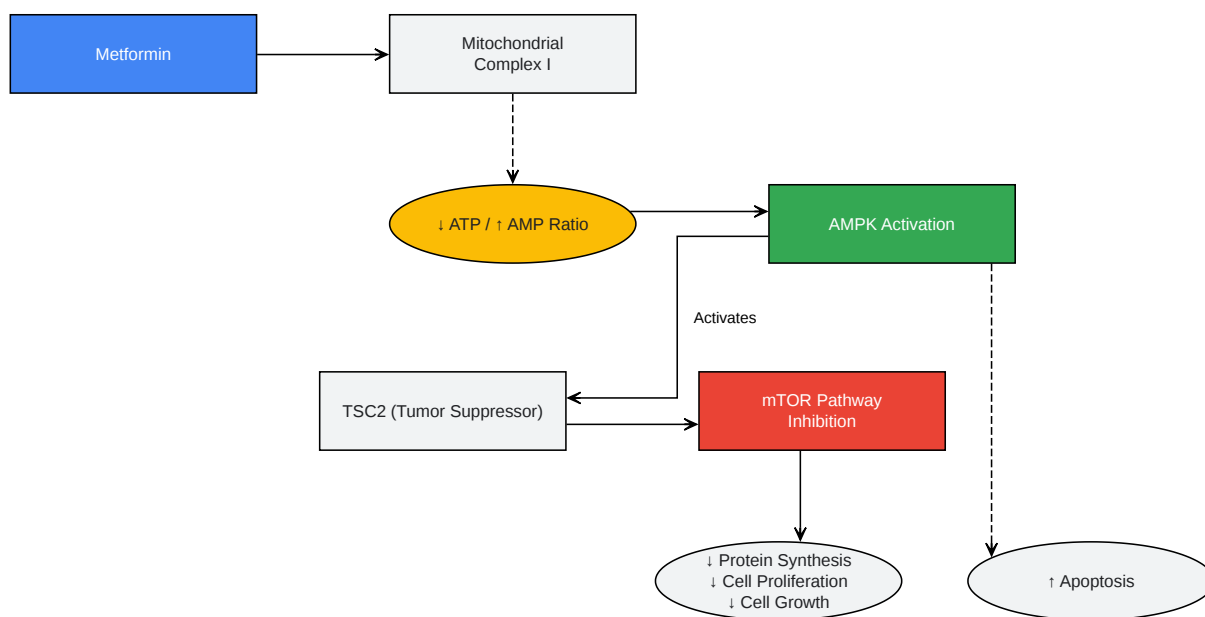 Metformin
Mitochondrial
Complex I
↓ ATP / ↑ AMP Ratio
AMPK Activation
Activates
TSC2 (Tumor Suppressor)
mTOR Pathway
Inhibition
↓ Protein Synthesis
↓ Cell Proliferation
↓ Cell Growth
↑ Apoptosis